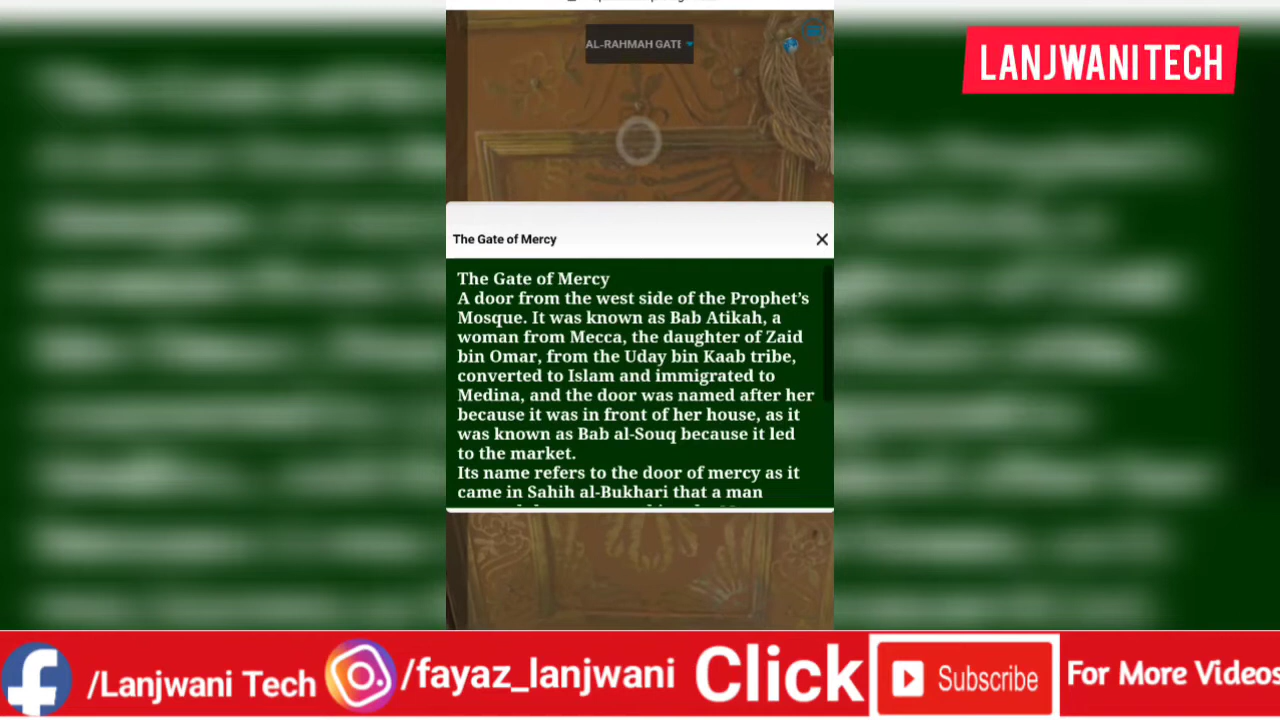 AL-RAHMAH GATE
LANJWANI TECH
The Gate of Mercy
The Gate of Mercy
A door from the west side of the Prophet’s
Mosque. It was known as Bab Atikah, a
woman from Mecca, the daughter of Zaid
bin Omar, from the Uday bin Kaab tribe,
converted to Islam and immigrated to
Medina, and the door was named after her
because it was in front of her house, as it
was known as Bab al-Souq because it led
to the market.
Its name refers to the door of mercy as it
came in Sahih al-Bukhari that a man
/Lanjwani Tech
/fayaz_lanjwani
Click
Subscribe
For More Videos